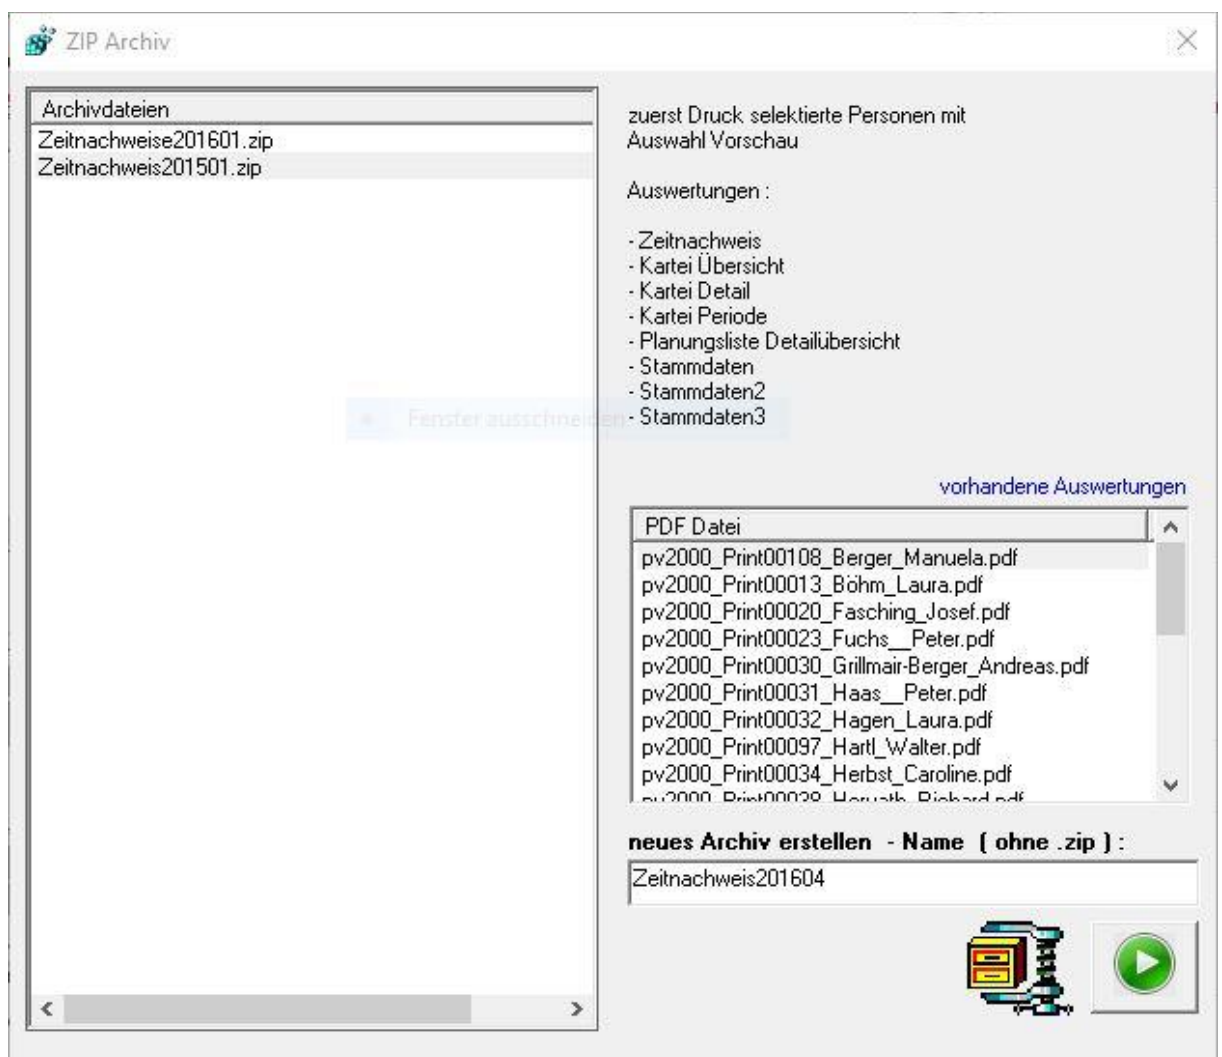 ZIP Archiv
Archivdateien
Zeitnachweise201601.zip
Zeitnachweis201501.zip
zuerst Druck selektierte Personen mit
Auswahl Vorschau
Auswertungen :
- Zeitnachweis
- Kartei Übersicht
- Kartei Detail
- Kartei Periode
- Planungsliste Detailübersicht
- Stammdaten
- Stammdaten2
- Stammdaten3
Fenster ausschneiden
vorhandene Auswertungen
PDF Datei
pv2000_Print00108_Berger_Manuela.pdf
pv2000_Print00013_Böhm_Laura.pdf
pv2000_Print00020_Fasching_Josef.pdf
pv2000_Print00023_Fuchs__Peter.pdf
pv2000_Print00030_Grillmair-Berger_Andreas.pdf
pv2000_Print00031_Haas__Peter.pdf
pv2000_Print00032_Hagen_Laura.pdf
pv2000_Print00097_Hartl_Walter.pdf
pv2000_Print00034_Herbst_Caroline.pdf
neues Archiv erstellen - Name ( ohne .zip ) :
Zeitnachweis201604